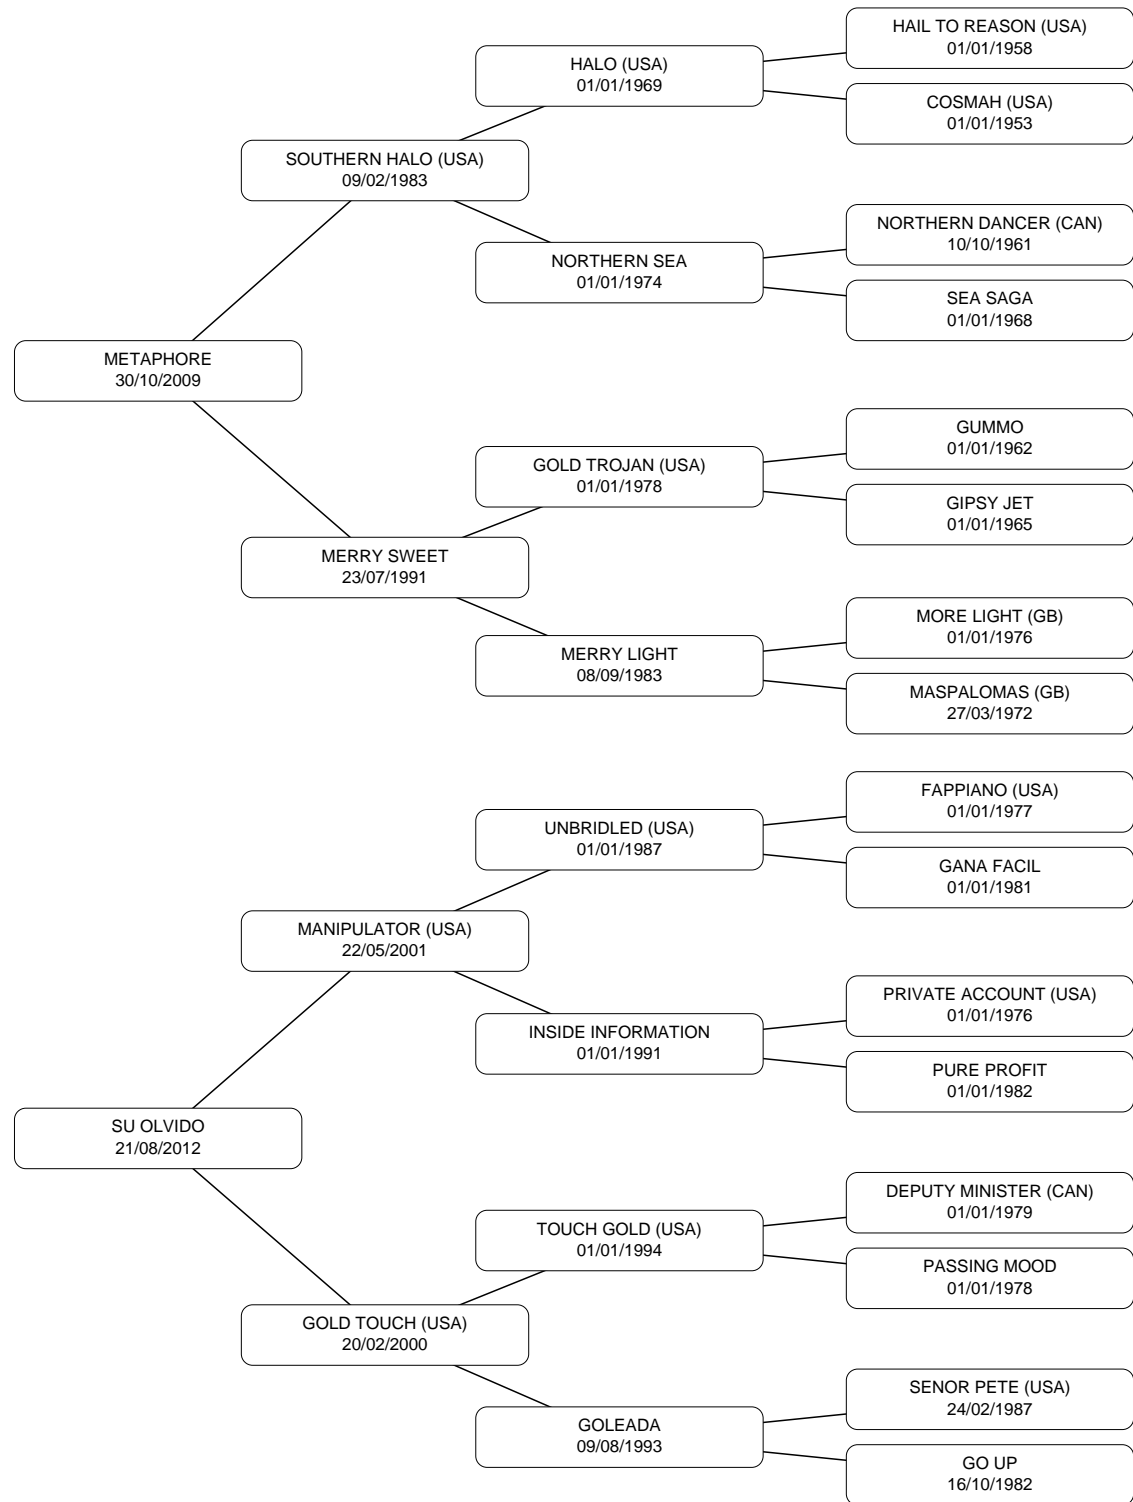 HAIL TO REASON (USA)
01/01/1958
HALO (USA)
01/01/1969
COSMAH (USA)
01/01/1953
SOUTHERN HALO (USA)
09/02/1983
NORTHERN DANCER (CAN)
10/10/1961
NORTHERN SEA
01/01/1974
SEA SAGA
01/01/1968
METAPHORE
30/10/2009
GUMMO
01/01/1962
GOLD TROJAN (USA)
01/01/1978
GIPSY JET
01/01/1965
MERRY SWEET
23/07/1991
MORE LIGHT (GB)
01/01/1976
MERRY LIGHT
08/09/1983
MASPALOMAS (GB)
27/03/1972
FAPPIANO (USA)
01/01/1977
UNBRIDLED (USA)
01/01/1987
GANA FACIL
01/01/1981
MANIPULATOR (USA)
22/05/2001
PRIVATE ACCOUNT (USA)
01/01/1976
INSIDE INFORMATION
01/01/1991
PURE PROFIT
01/01/1982
SU OLVIDO
21/08/2012
DEPUTY MINISTER (CAN)
01/01/1979
TOUCH GOLD (USA)
01/01/1994
PASSING MOOD
01/01/1978
GOLD TOUCH (USA)
20/02/2000
SENOR PETE (USA)
24/02/1987
GOLEADA
09/08/1993
GO UP
16/10/1982